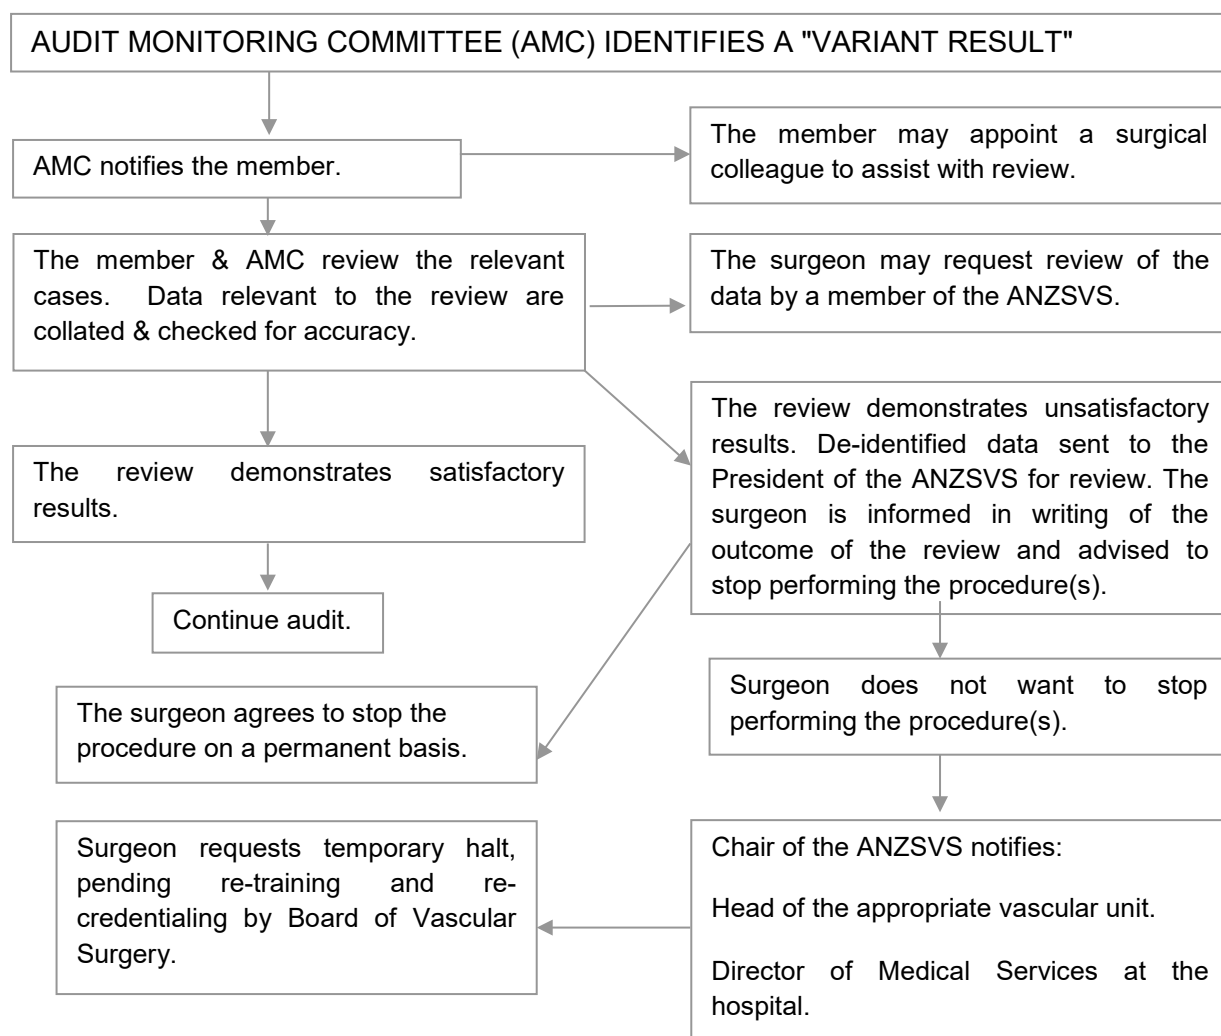 AUDIT MONITORING COMMITTEE (AMC) IDENTIFIES A "VARIANT RESULT"
AMC notifies the member.
The member may appoint a surgical
colleague to assist with review.
The member & AMC review the relevant
cases. Data relevant to the review are
collated & checked for accuracy.
The surgeon may request review of the
data by a member of the ANZSVS.
The review demonstrates satisfactory
results.
The review demonstrates unsatisfactory
results. De-identified data sent to the
President of the ANZSVS for review. The
surgeon is informed in writing of the
outcome of the review and advised to
stop performing the procedure(s).
Continue audit.
The surgeon agrees to stop the
procedure on a permanent basis.
Surgeon does not want to stop
performing the procedure(s).
Surgeon requests temporary halt,
pending re-training and re-
credentialing by Board of Vascular
Surgery.
Chair of the ANZSVS notifies:
Head of the appropriate vascular unit.
Director of Medical Services at the
hospital.